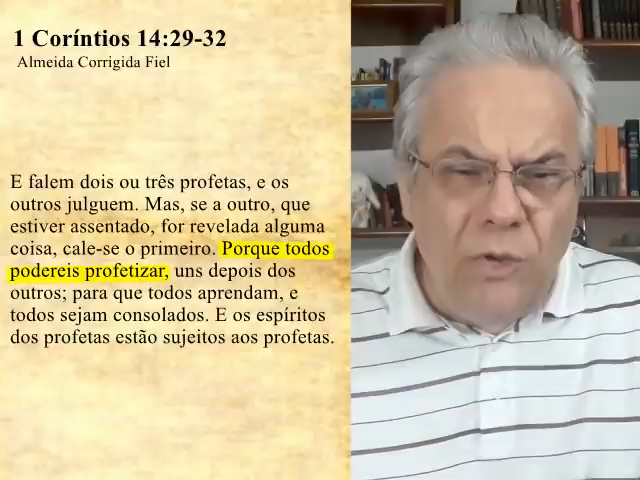 1 Coríntios 14:29-32
Almeida Corrigida Fiel
E falem dois ou três profetas, e os
outros julguem. Mas, se a outro, que
estiver assentado, for revelada alguma
coisa, cale-se o primeiro. Porque todos
podereis profetizar, uns depois dos
outros; para que todos aprendam, e
todos sejam consolados. E os espíritos
dos profetas estão sujeitos aos profetas.